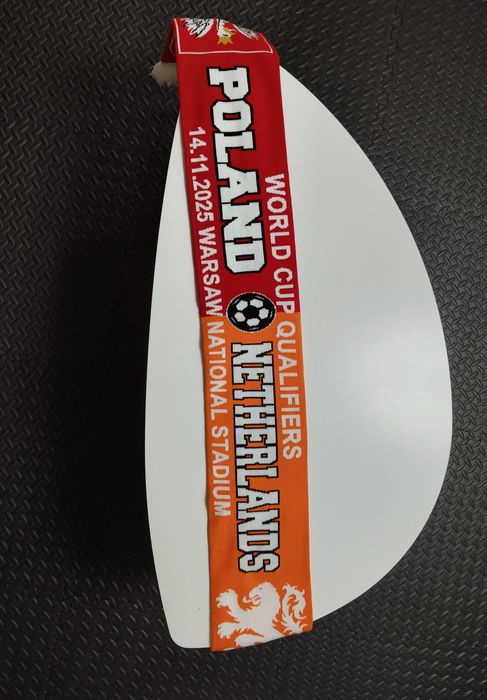 WORLD CUP QUALIFIERS
POLAND NETHERLANDS
14.11.2025 WARSAW NATIONAL STADIUM